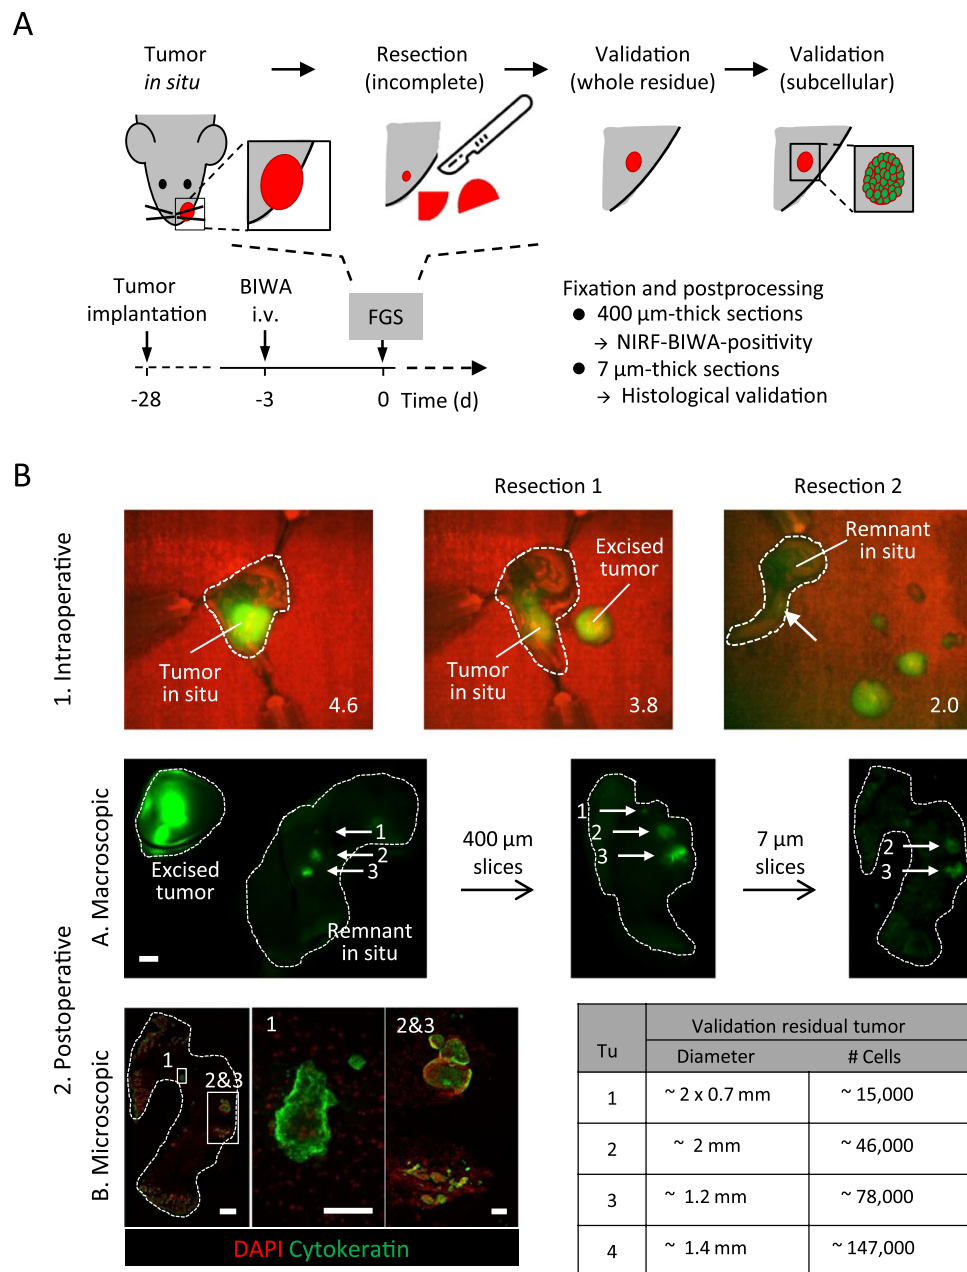 A
Tumor
in situ
Resection
(incomplete)
Validation
(whole residue)
Validation
(subcellular)
Tumor
implantation
BIWA
i.v.
FGS
-28
-3
0
Time (d)
Fixation and postprocessing
● 400 µm-thick sections
→ NIRF-BIWA-positivity
● 7 µm-thick sections
→ Histological validation
B
Resection 1
Resection 2
1. Intraoperative
Tumor
in situ
4.6
Excised
tumor
Tumor
in situ
3.8
Remnant
in situ
2.0
2. Postoperative
A. Macroscopic
Excised
tumor
1
2
3
Remnant
in situ
400 µm
slices
1
2
3
7 µm
slices
2
3
B. Microscopic
1
2&3
1
2&3
DAPI Cytokeratin
Tu Validation residual tumor
Diameter # Cells
1 ~ 2 x 0.7 mm ~ 15,000
2 ~ 2 mm ~ 46,000
3 ~ 1.2 mm ~ 78,000
4 ~ 1.4 mm ~ 147,000